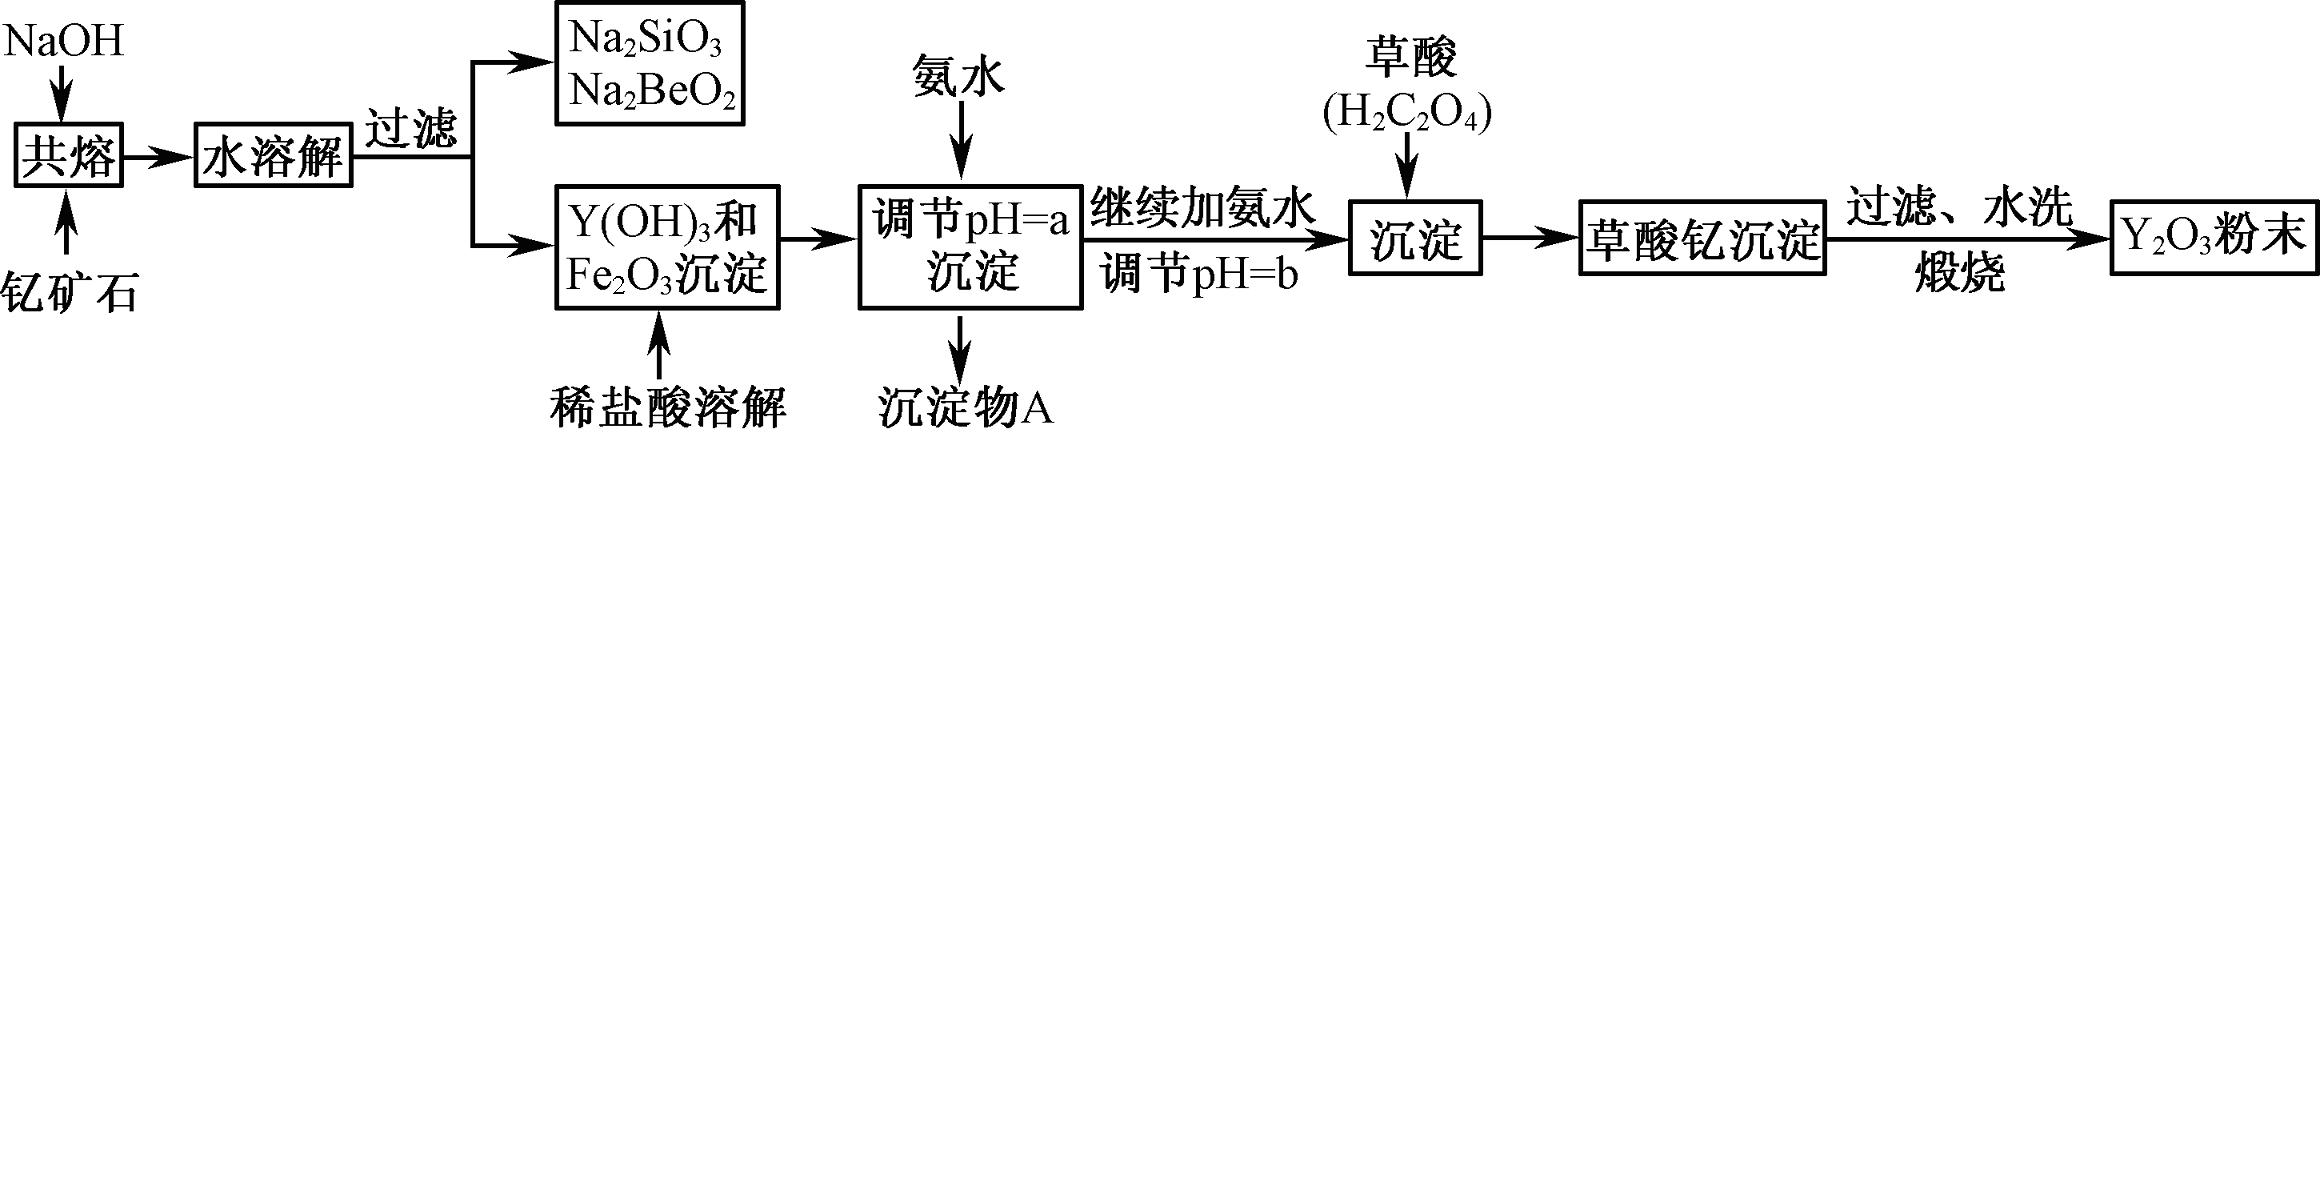 NaOH
共熔
钇矿石
水溶解
过滤
Na₂SiO₃
Na₂BeO₂
Y(OH)₃和
Fe₂O₃沉淀
稀盐酸溶解
氨水
调节pH=a
沉淀
沉淀物A
继续加氨水
调节pH=b
草酸
(H₂C₂O₄)
沉淀
草酸钇沉淀
过滤、水洗
煅烧
Y₂O₃粉末